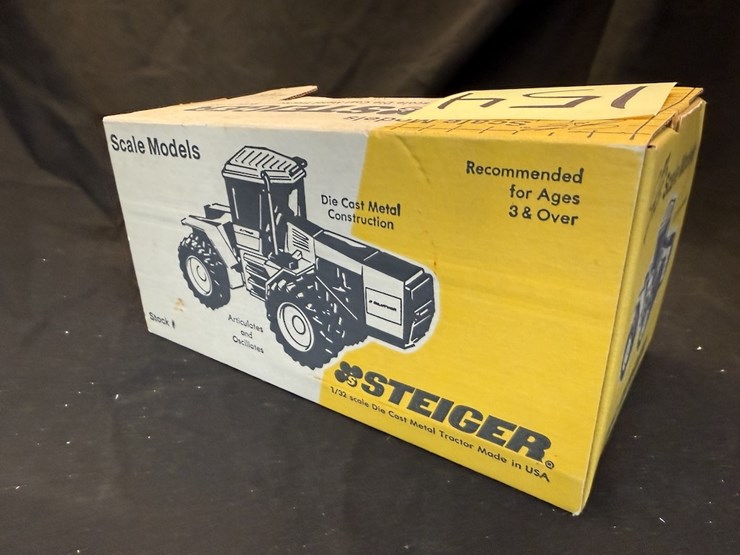 154
Scale Models
Die Cast Metal
Construction
Recommended
for Ages
3 & Over
Stock #
Articulates
and
Oscillates
STEIGER®
1/32 scale Die Cast Metal Tractor Made in USA